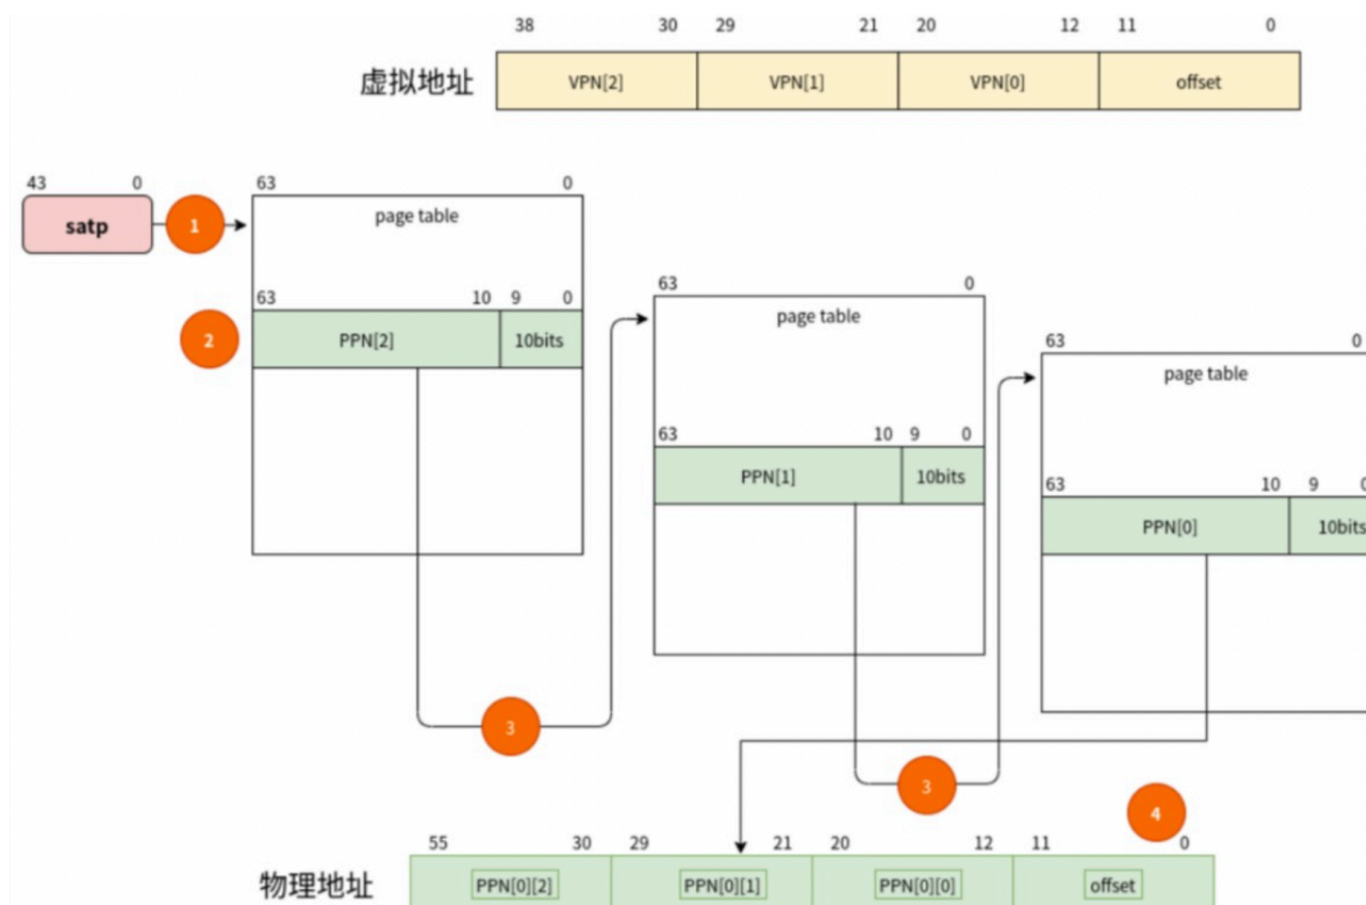 38 30 29 21 20 12 11 0
虚拟地址 VPN[2] VPN[1] VPN[0] offset
43 0 63 0
satp 1 page table
63 0
page table
63 10 9 0
2 PPN[2] 10bits
63 0
page table
63 10 9 0
PPN[1] 10bits
63 10 9 0
PPN[0] 10bits
3
3
4
55 30 29 21 20 12 11 0
物理地址 PPN[0][2] PPN[0][1] PPN[0][0] offset